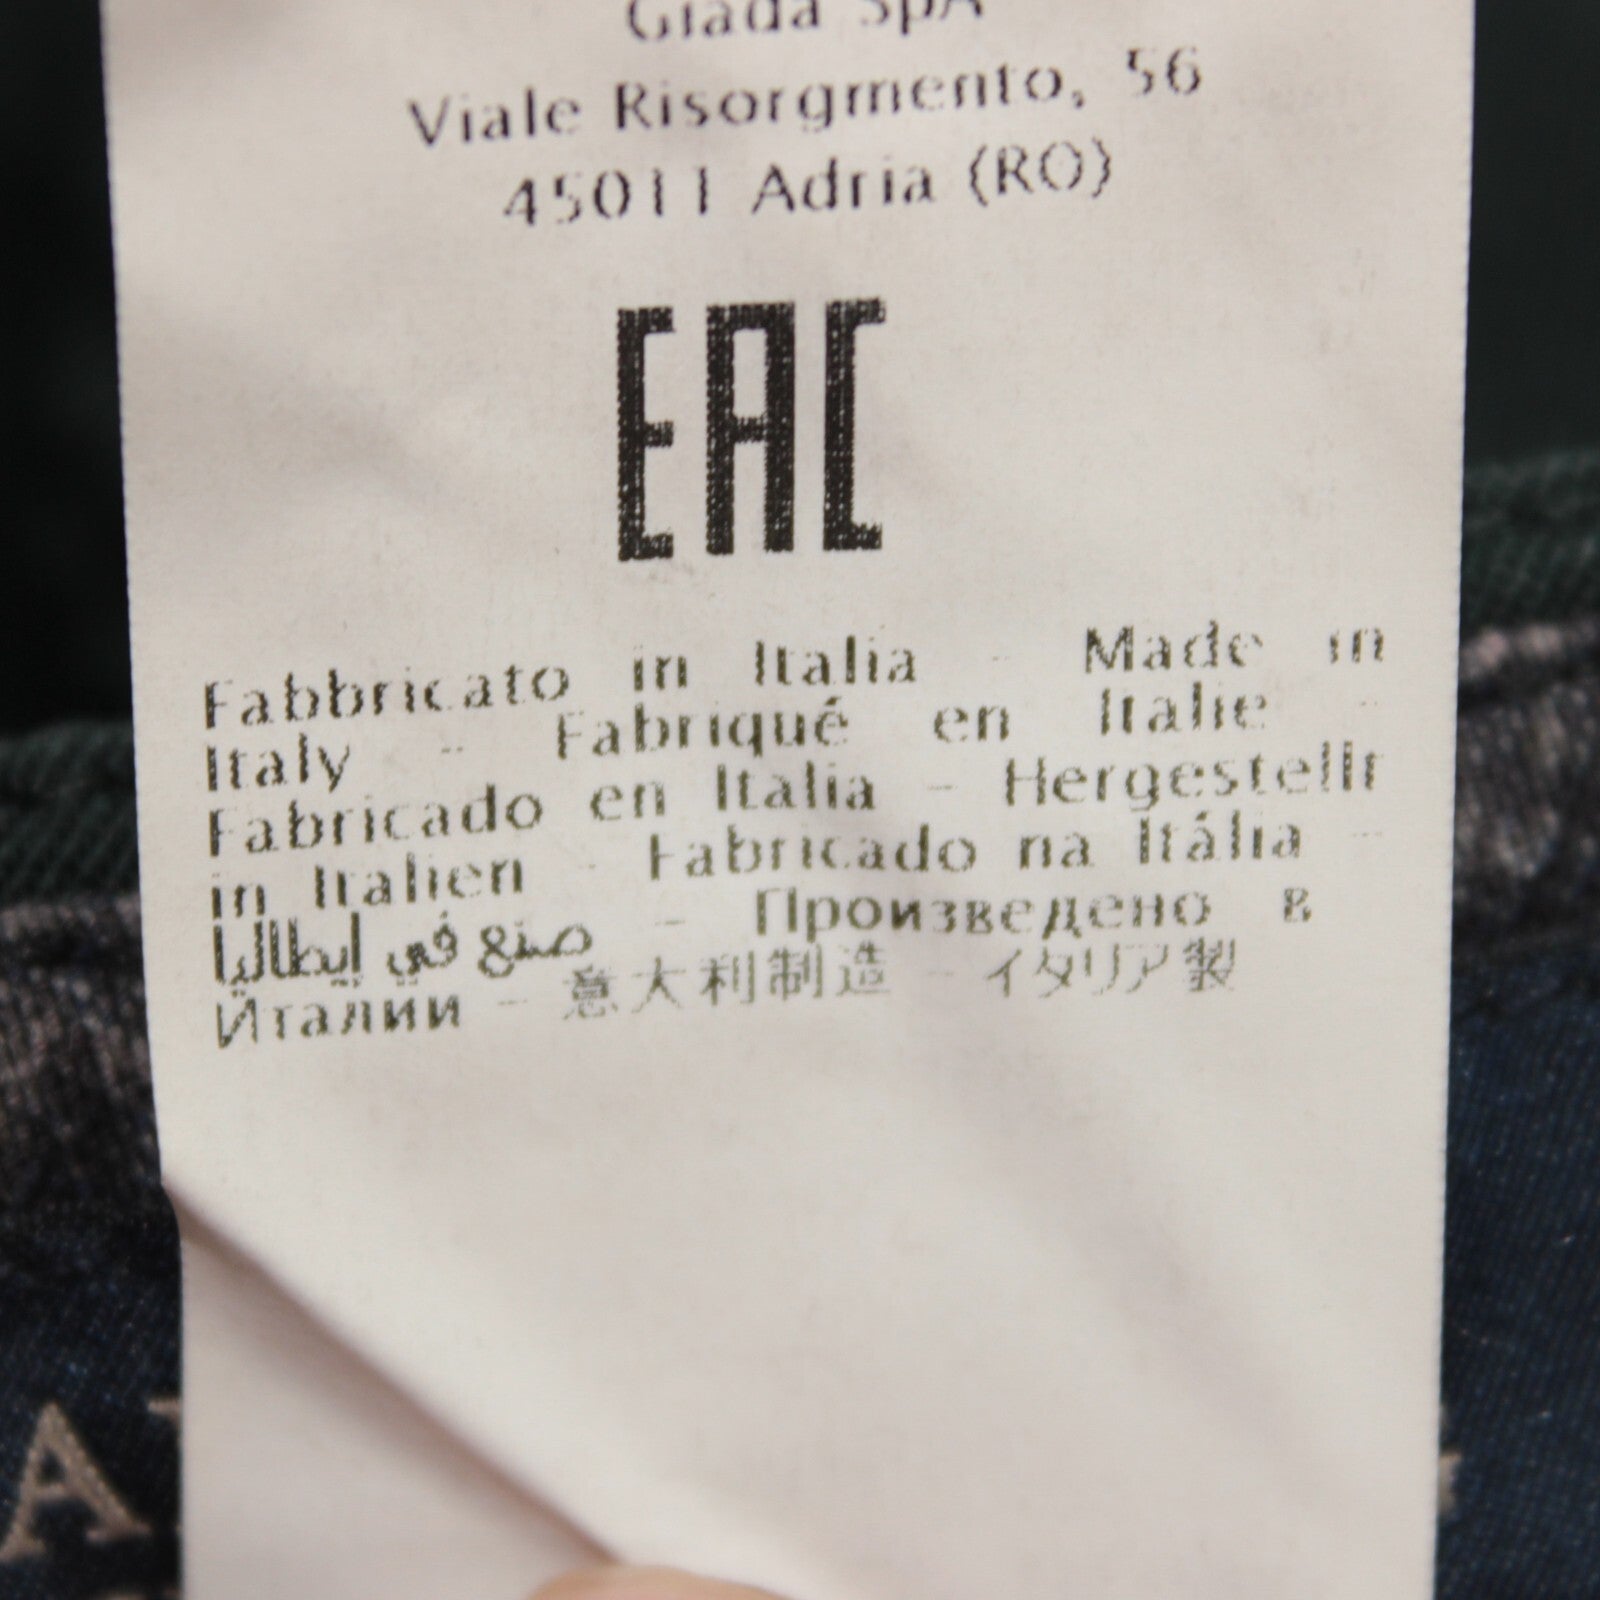 Giada SpA
Viale Risorgmento, 56
45011 Adria (RO)
EAC
Fabbricato in Italia - Made in
Italy - Fabriqué en Italie -
Fabricado en Italia - Hergestellt
in Italien - Fabricado na Itália -
صنع في إيطاليا - Произведено в
Италии - 意大利制造 - イタリア製